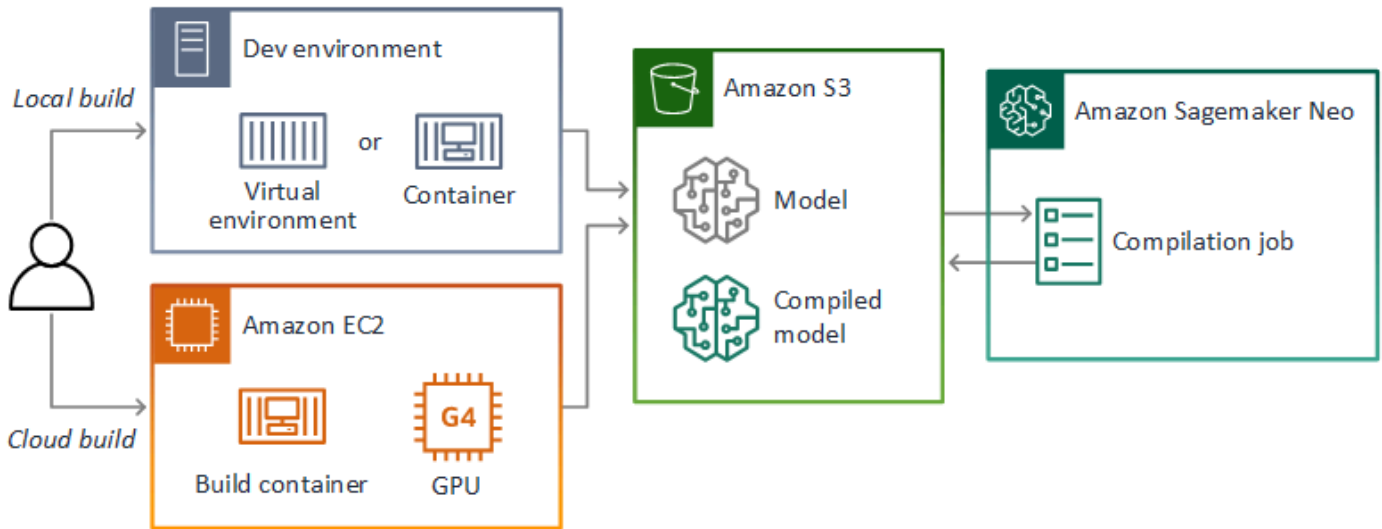 Local build
Dev environment
or
Virtual
environment
Container
Cloud build
Amazon EC2
G4
Build container
GPU
Amazon S3
Model
Compiled
model
Amazon Sagemaker Neo
Compilation job